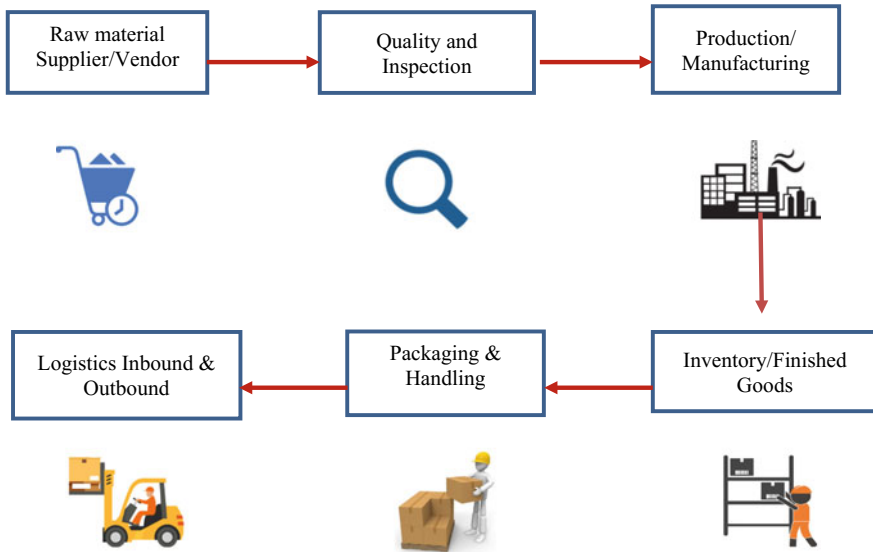 Raw material
Supplier/Vendor
Quality and
Inspection
Production/
Manufacturing
Logistics Inbound &
Outbound
Packaging &
Handling
Inventory/Finished
Goods